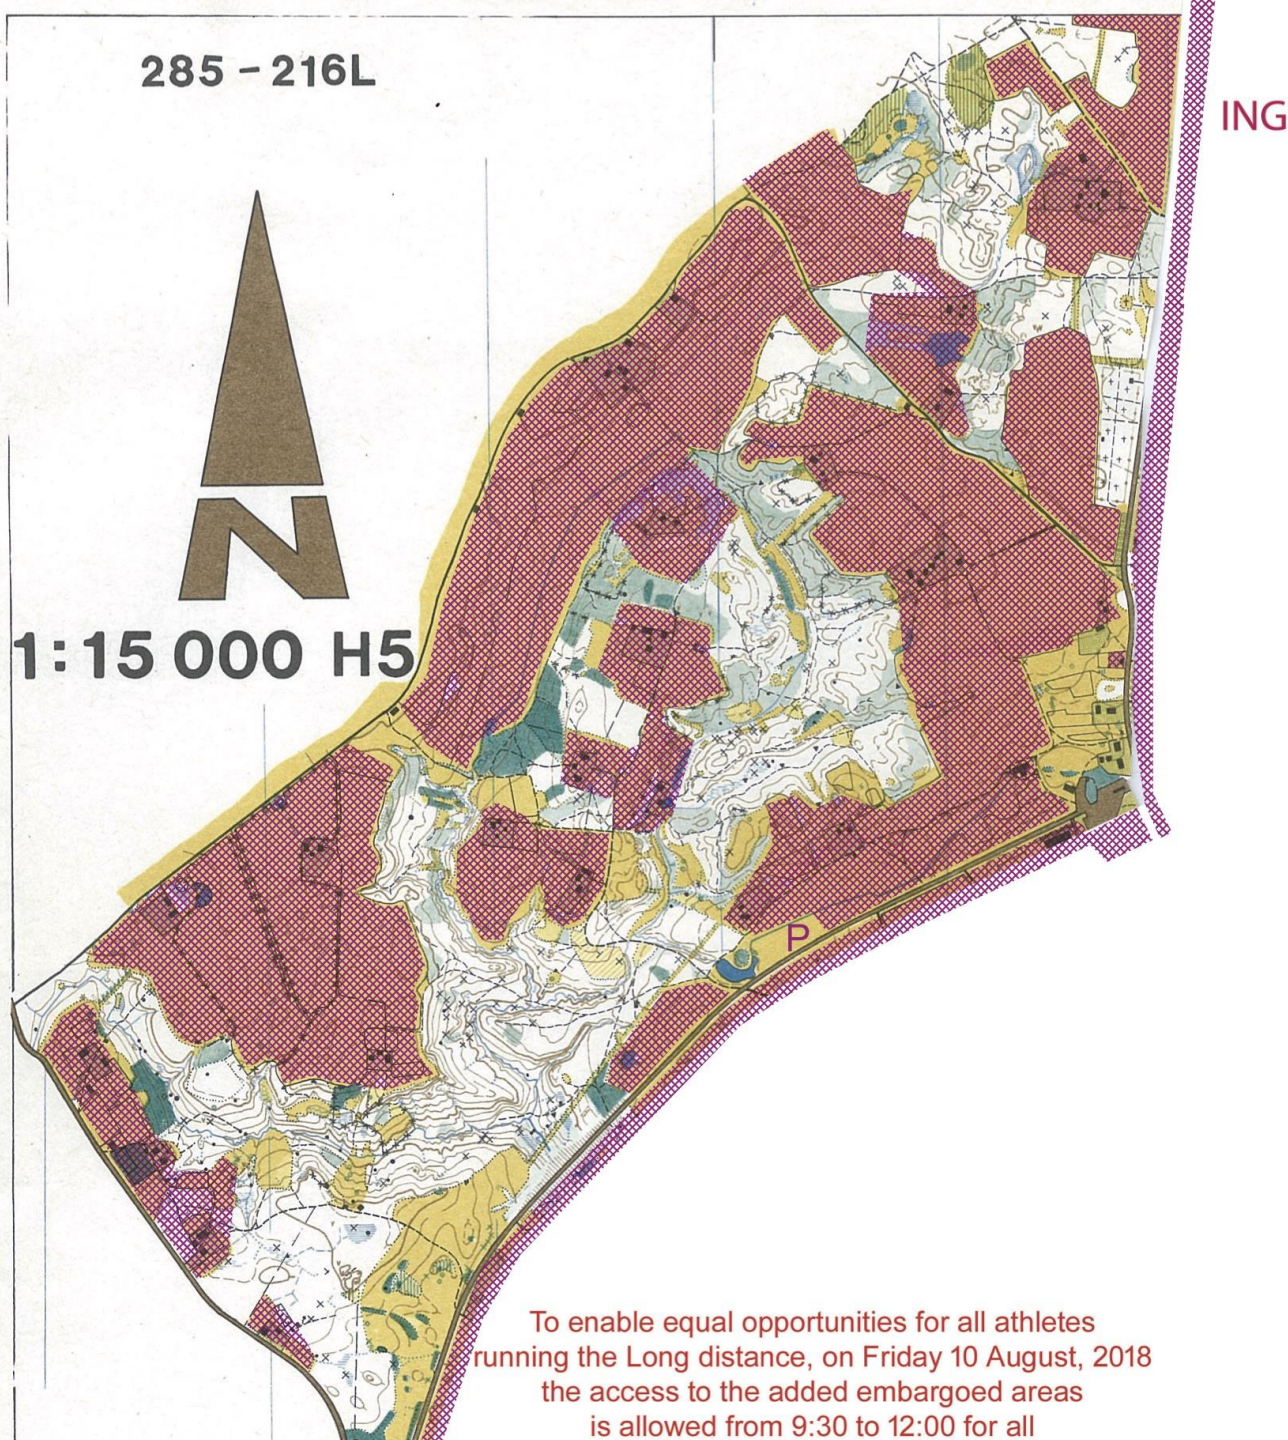 285 - 216L
ING
N
1:15 000 H5
P
To enable equal opportunities for all athletes
running the Long distance, on Friday 10 August, 2018
the access to the added embargoed areas
is allowed from 9:30 to 12:00 for all